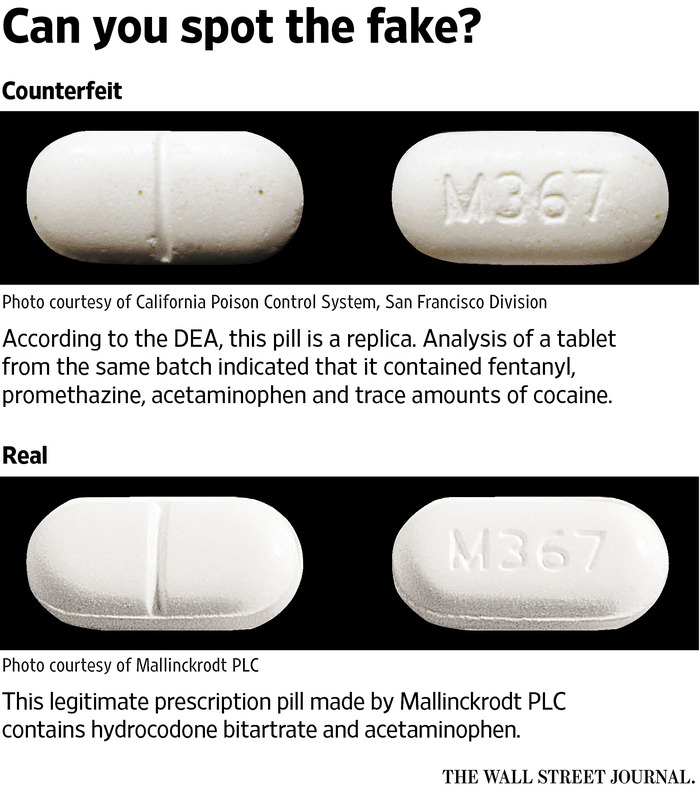 Can you spot the fake?
Counterfeit
M367
Photo courtesy of California Poison Control System, San Francisco Division
According to the DEA, this pill is a replica. Analysis of a tablet
from the same batch indicated that it contained fentanyl,
promethazine, acetaminophen and trace amounts of cocaine.
Real
M367
Photo courtesy of Mallinckrodt PLC
This legitimate prescription pill made by Mallinckrodt PLC
contains hydrocodone bitartrate and acetaminophen.
THE WALL STREET JOURNAL.